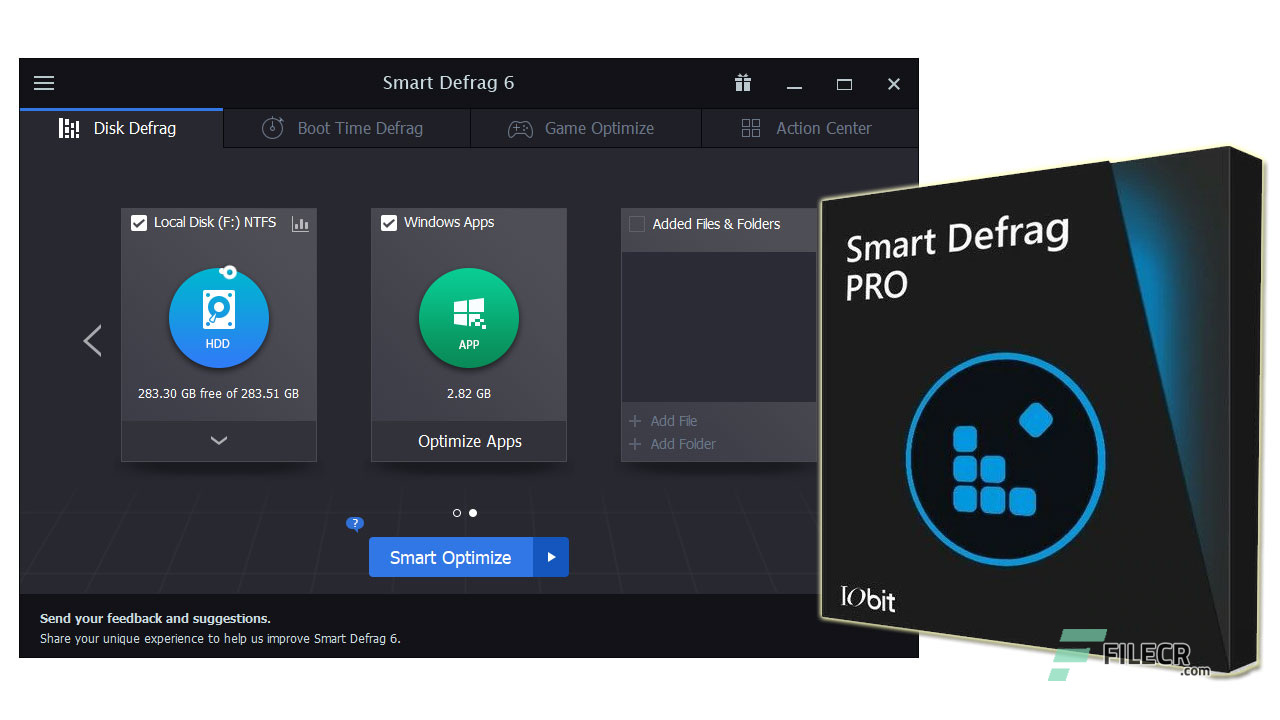 Smart Defrag 6
Disk Defrag
Boot Time Defrag
Game Optimize
Action Center
Local Disk (F:) NTFS
HDD
283.30 GB free of 283.51 GB
Windows Apps
APP
2.82 GB
Optimize Apps
Added Files & Folders
+ Add File
+ Add Folder
?
Smart Optimize
Send your feedback and suggestions.
Share your unique experience to help us improve Smart Defrag 6.
Smart Defrag
PRO
IObit
FILECR
.com